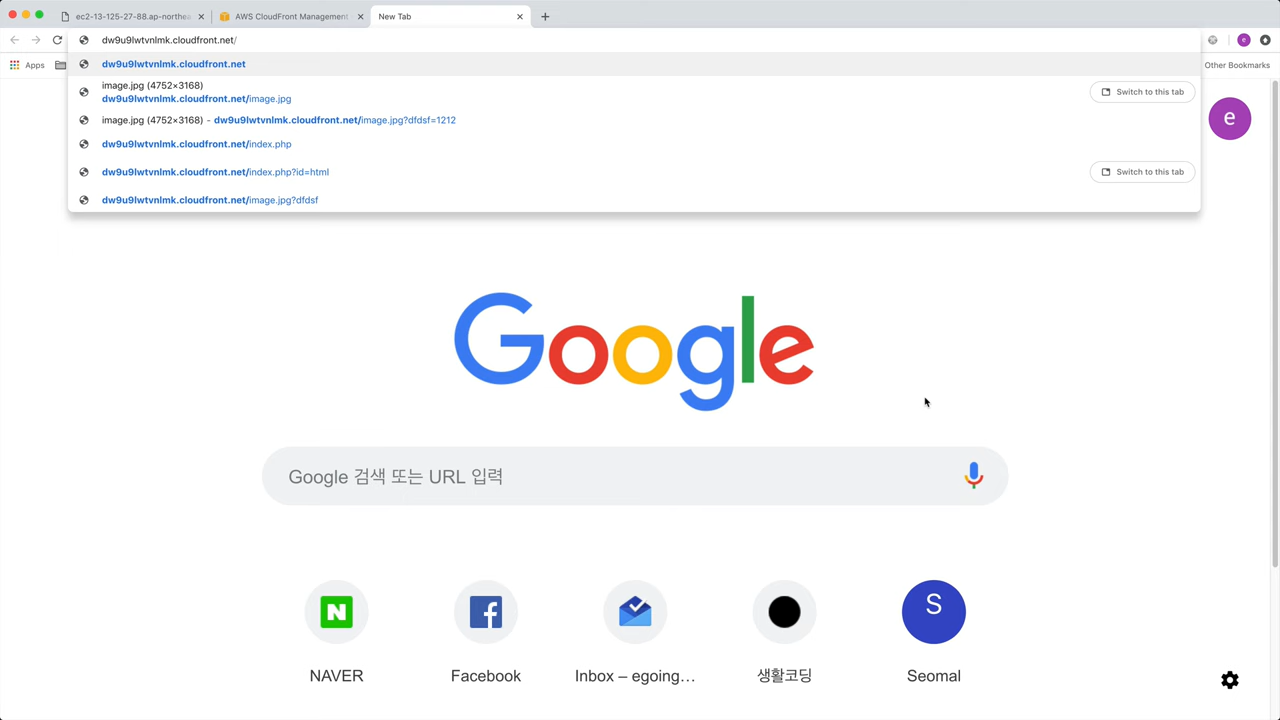 ec2-13-125-27-88.ap-northea
AWS CloudFront Management
New Tab
dw9u9lwtvnlmk.cloudfront.net/
e
Apps
Other Bookmarks
dw9u9lwtvnlmk.cloudfront.net
image.jpg (4752×3168)
dw9u9lwtvnlmk.cloudfront.net/image.jpg
Switch to this tab
image.jpg (4752×3168) - dw9u9lwtvnlmk.cloudfront.net/image.jpg?dfdsf=1212
e
dw9u9lwtvnlmk.cloudfront.net/index.php
dw9u9lwtvnlmk.cloudfront.net/index.php?id=html
Switch to this tab
dw9u9lwtvnlmk.cloudfront.net/image.jpg?dfdsf
Google
Google 검색 또는 URL 입력
N
f
S
NAVER
Facebook
Inbox – egoing...
생활코딩
Seomal